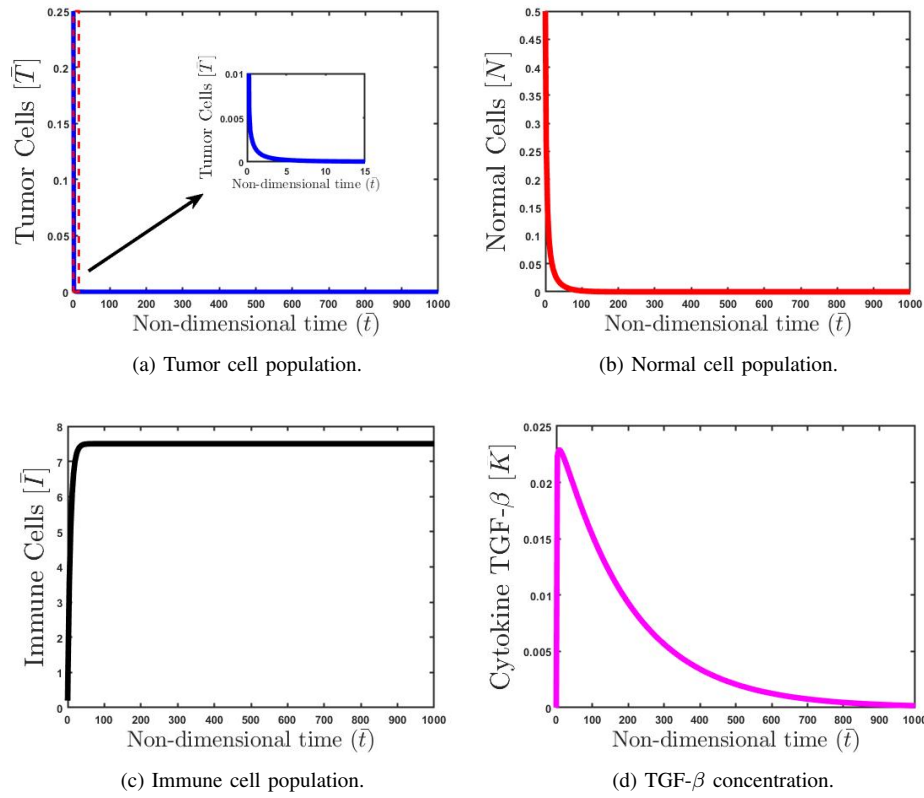 0.25
0.2
0.15
0.1
0.05
0
Tumor Cells [T̄]
0.01
0.005
0
Tumor Cells [T̄]
0 5 10 15
Non-dimensional time (t̄)
0 100 200 300 400 500 600 700 800 900 1000
Non-dimensional time (t̄)
(a) Tumor cell population.
0.5
0.45
0.4
0.35
0.3
0.25
0.2
0.15
0.1
0.05
0
Normal Cells [N̄]
0 100 200 300 400 500 600 700 800 900 1000
Non-dimensional time (t̄)
(b) Normal cell population.
8
7
6
5
4
3
2
1
0
Immune Cells [Ī]
0 100 200 300 400 500 600 700 800 900 1000
Non-dimensional time (t̄)
(c) Immune cell population.
0.025
0.02
0.015
0.01
0.005
0
Cytokine TGF-β [K̄]
0 100 200 300 400 500 600 700 800 900 1000
Non-dimensional time (t̄)
(d) TGF-β concentration.